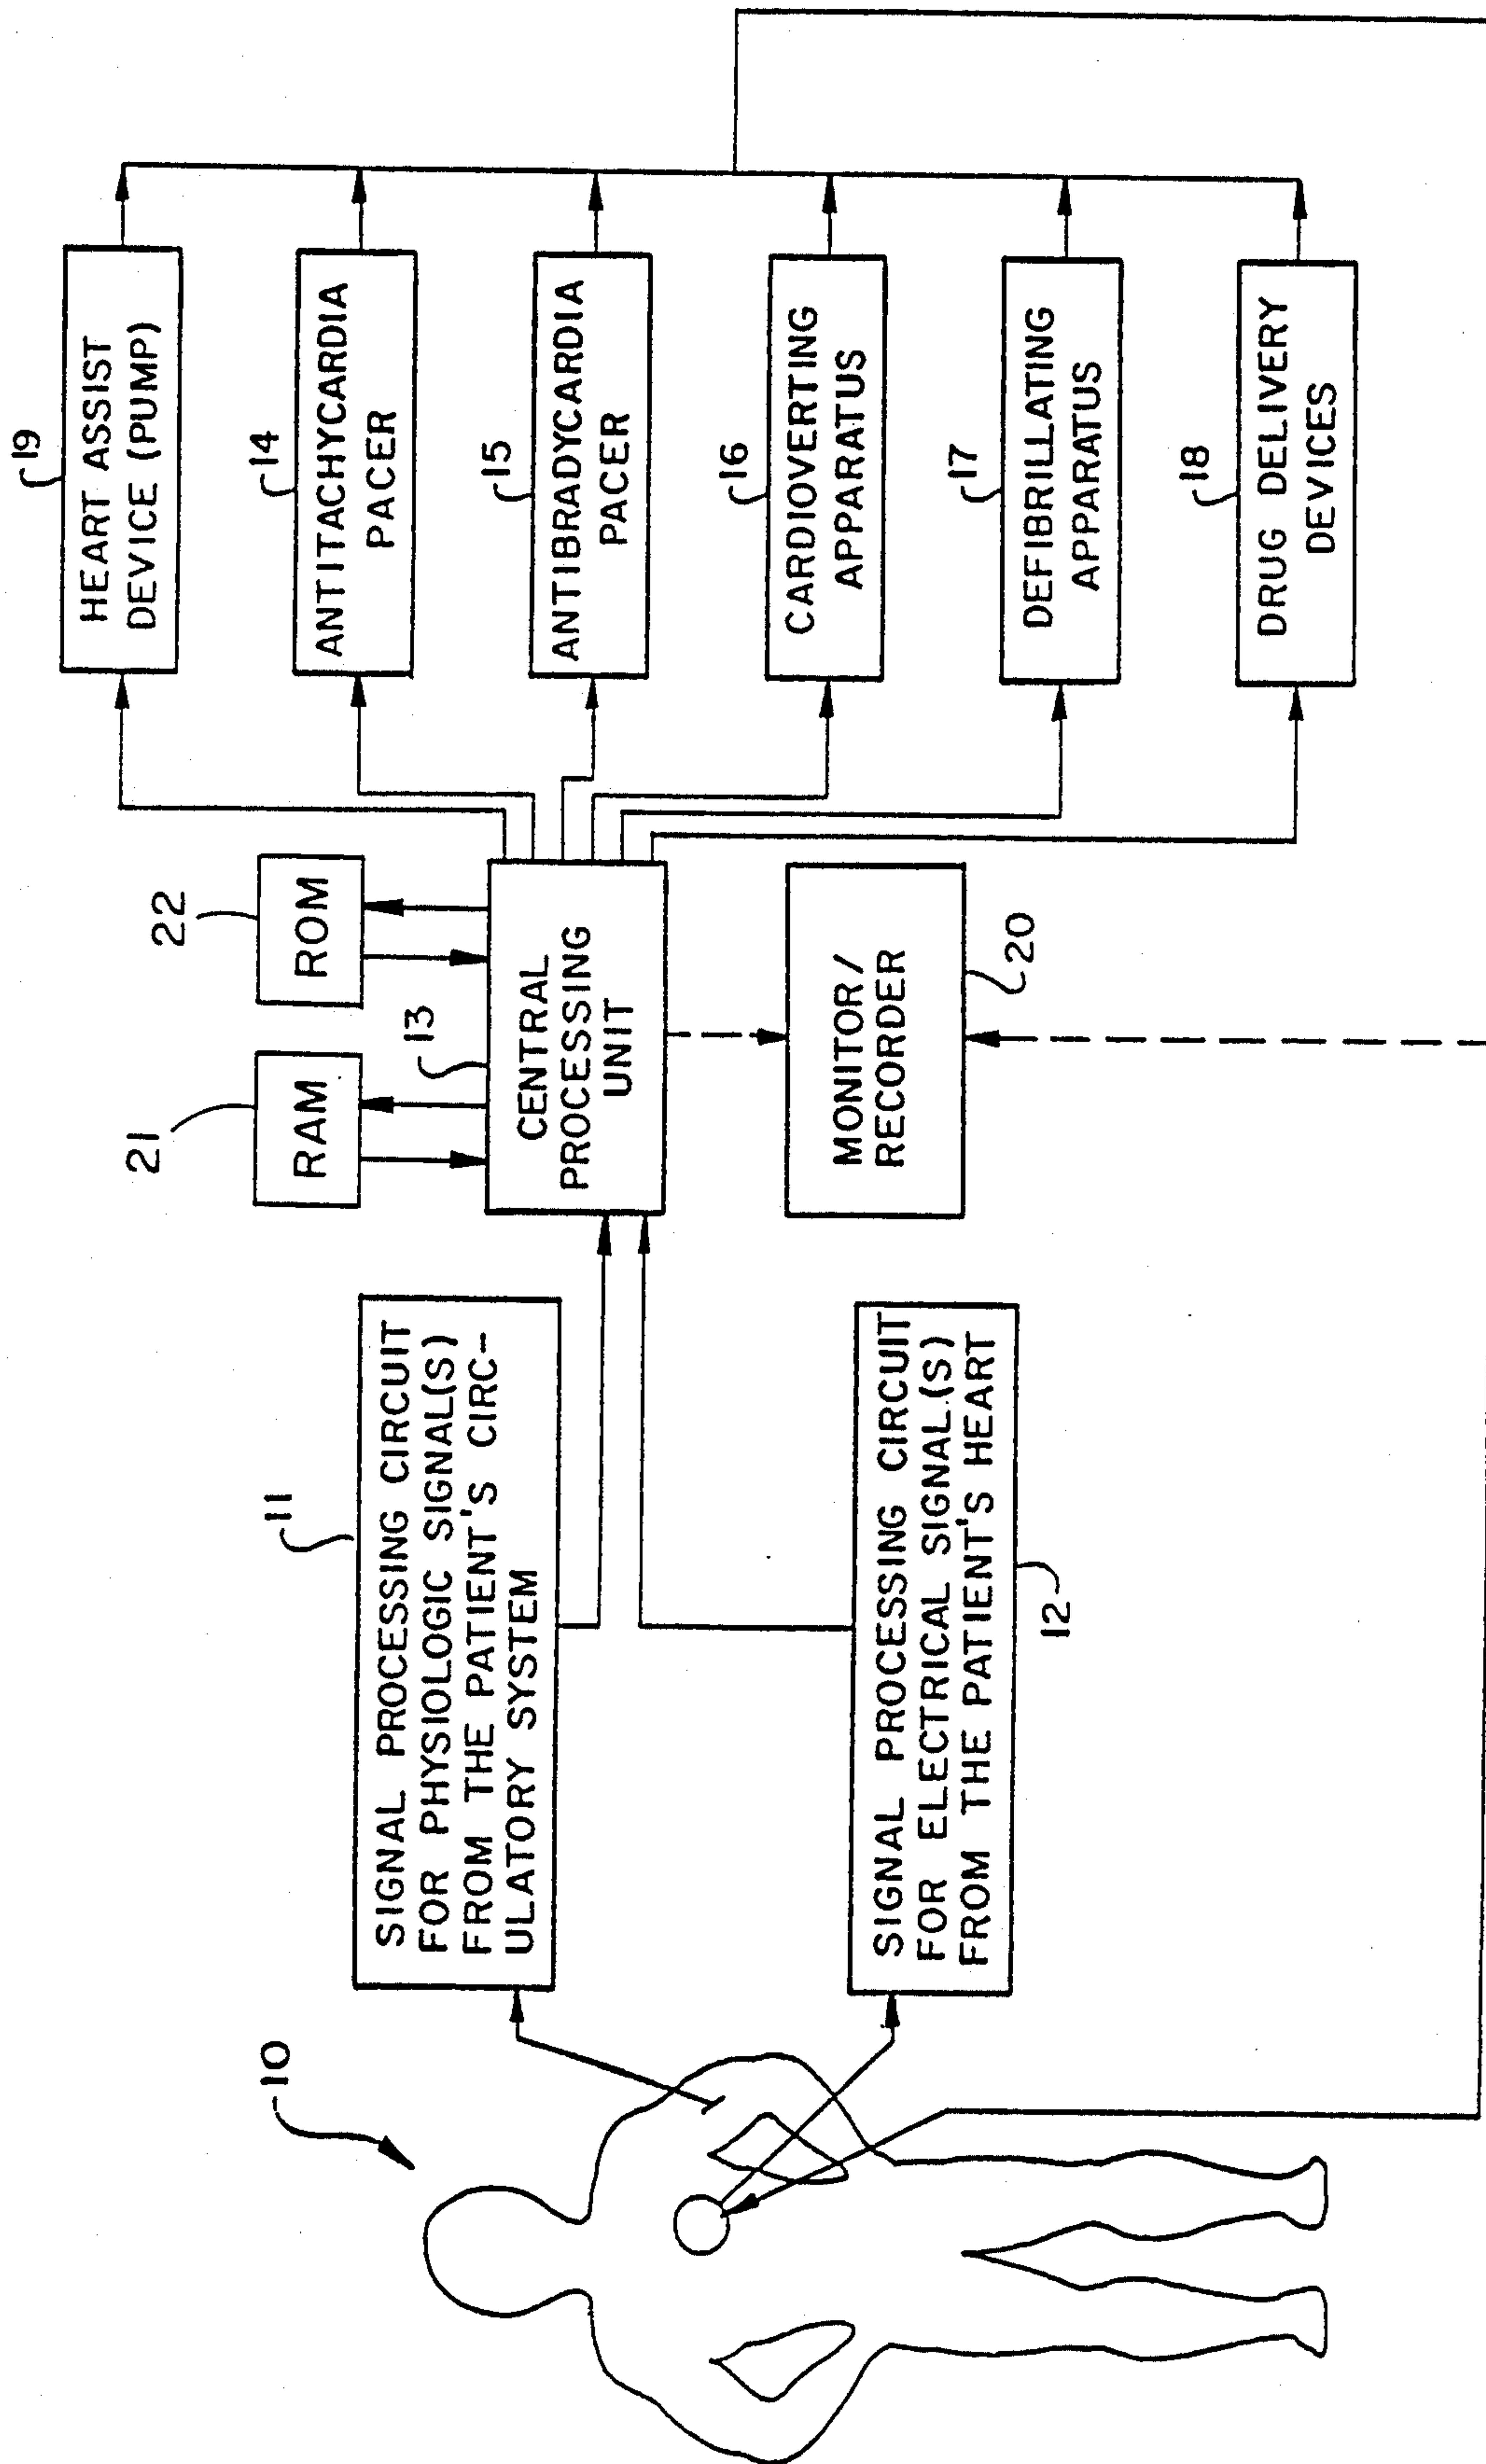 10
11
SIGNAL PROCESSING CIRCUIT
FOR PHYSIOLOGIC SIGNAL(S)
FROM THE PATIENT'S CIRC-
ULATORY SYSTEM
SIGNAL PROCESSING CIRCUIT
FOR ELECTRICAL SIGNAL(S)
FROM THE PATIENT'S HEART
12
21
RAM
22
ROM
13
CENTRAL
PROCESSING
UNIT
MONITOR/
RECORDER
20
19
HEART ASSIST
DEVICE (PUMP)
14
ANTITACHYCARDIA
PACER
15
ANTIBRADYCARDIA
PACER
16
CARDIOVERTING
APPARATUS
17
DEFIBRILLATING
APPARATUS
18
DRUG DELIVERY
DEVICES